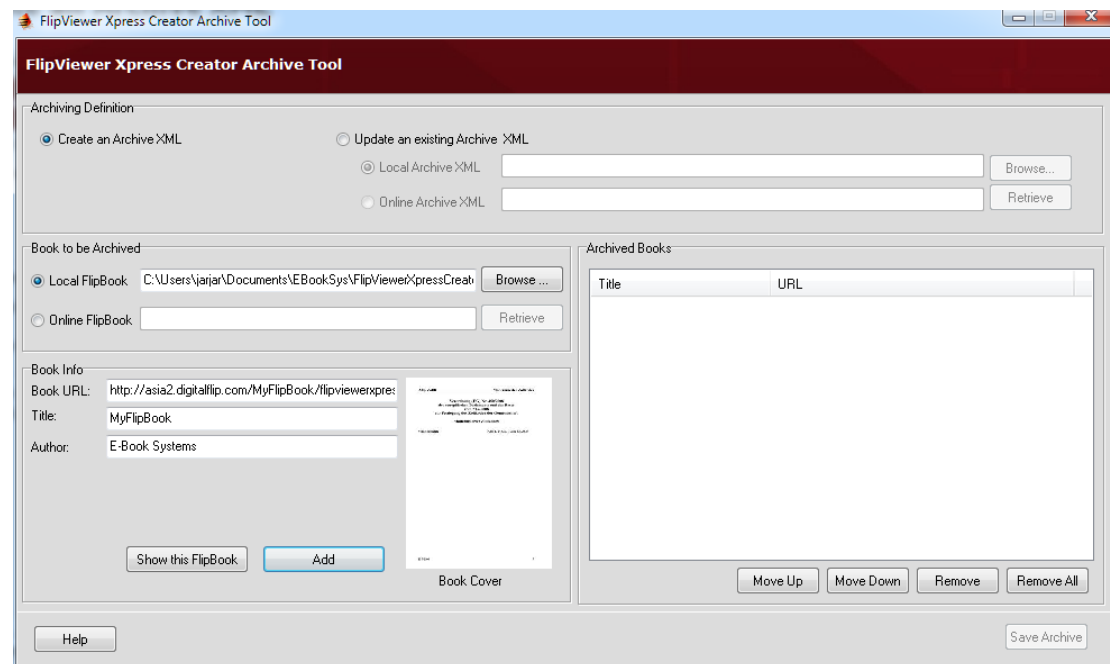 FlipViewer Xpress Creator Archive Tool
FlipViewer Xpress Creator Archive Tool
Archiving Definition
Create an Archive XML
Update an existing Archive XML
Local Archive XML
Browse...
Online Archive XML
Retrieve
Book to be Archived
Local FlipBook C:\Users\jarjar\Documents\EBookSys\FlipViewerXpressCreat Browse ...
Online FlipBook
Retrieve
Book Info
Book URL: http://asia2.digitalflip.com/MyFlipBook/flipviewerxpres
Title: MyFlipBook
Author: E-Book Systems
Show this FlipBook
Add
Book Cover
Archived Books
Title URL
Move Up
Move Down
Remove
Remove All
Help
Save Archive